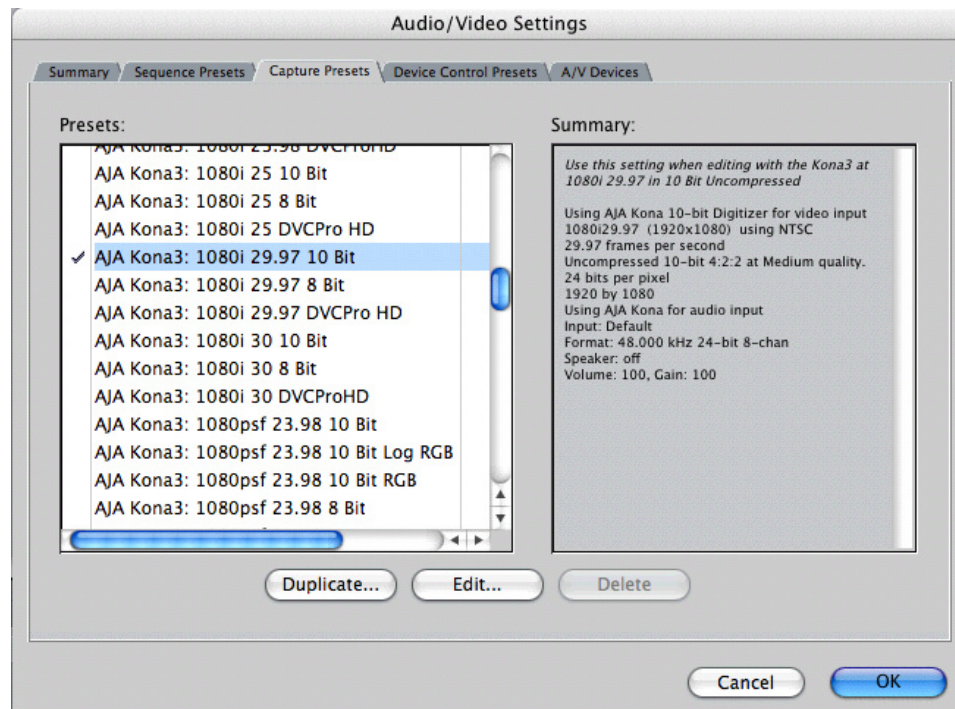 Audio/Video Settings
Summary
Sequence Presets
Capture Presets
Device Control Presets
A/V Devices
Presets:
AJA Kona3: 1080i 23.98 DVCProHD
AJA Kona3: 1080i 25 10 Bit
AJA Kona3: 1080i 25 8 Bit
AJA Kona3: 1080i 25 DVCPro HD
✓ AJA Kona3: 1080i 29.97 10 Bit
AJA Kona3: 1080i 29.97 8 Bit
AJA Kona3: 1080i 29.97 DVCPro HD
AJA Kona3: 1080i 30 10 Bit
AJA Kona3: 1080i 30 8 Bit
AJA Kona3: 1080i 30 DVCProHD
AJA Kona3: 1080psf 23.98 10 Bit
AJA Kona3: 1080psf 23.98 10 Bit Log RGB
AJA Kona3: 1080psf 23.98 10 Bit RGB
AJA Kona3: 1080psf 23.98 8 Bit
Summary:
Use this setting when editing with the Kona3 at
1080i 29.97 in 10 Bit Uncompressed
Using AJA Kona 10-bit Digitizer for video input
1080i29.97 (1920x1080) using NTSC
29.97 frames per second
Uncompressed 10-bit 4:2:2 at Medium quality.
24 bits per pixel
1920 by 1080
Using AJA Kona for audio input
Input: Default
Format: 48.000 kHz 24-bit 8-chan
Speaker: off
Volume: 100, Gain: 100
Duplicate...
Edit...
Delete
Cancel
OK